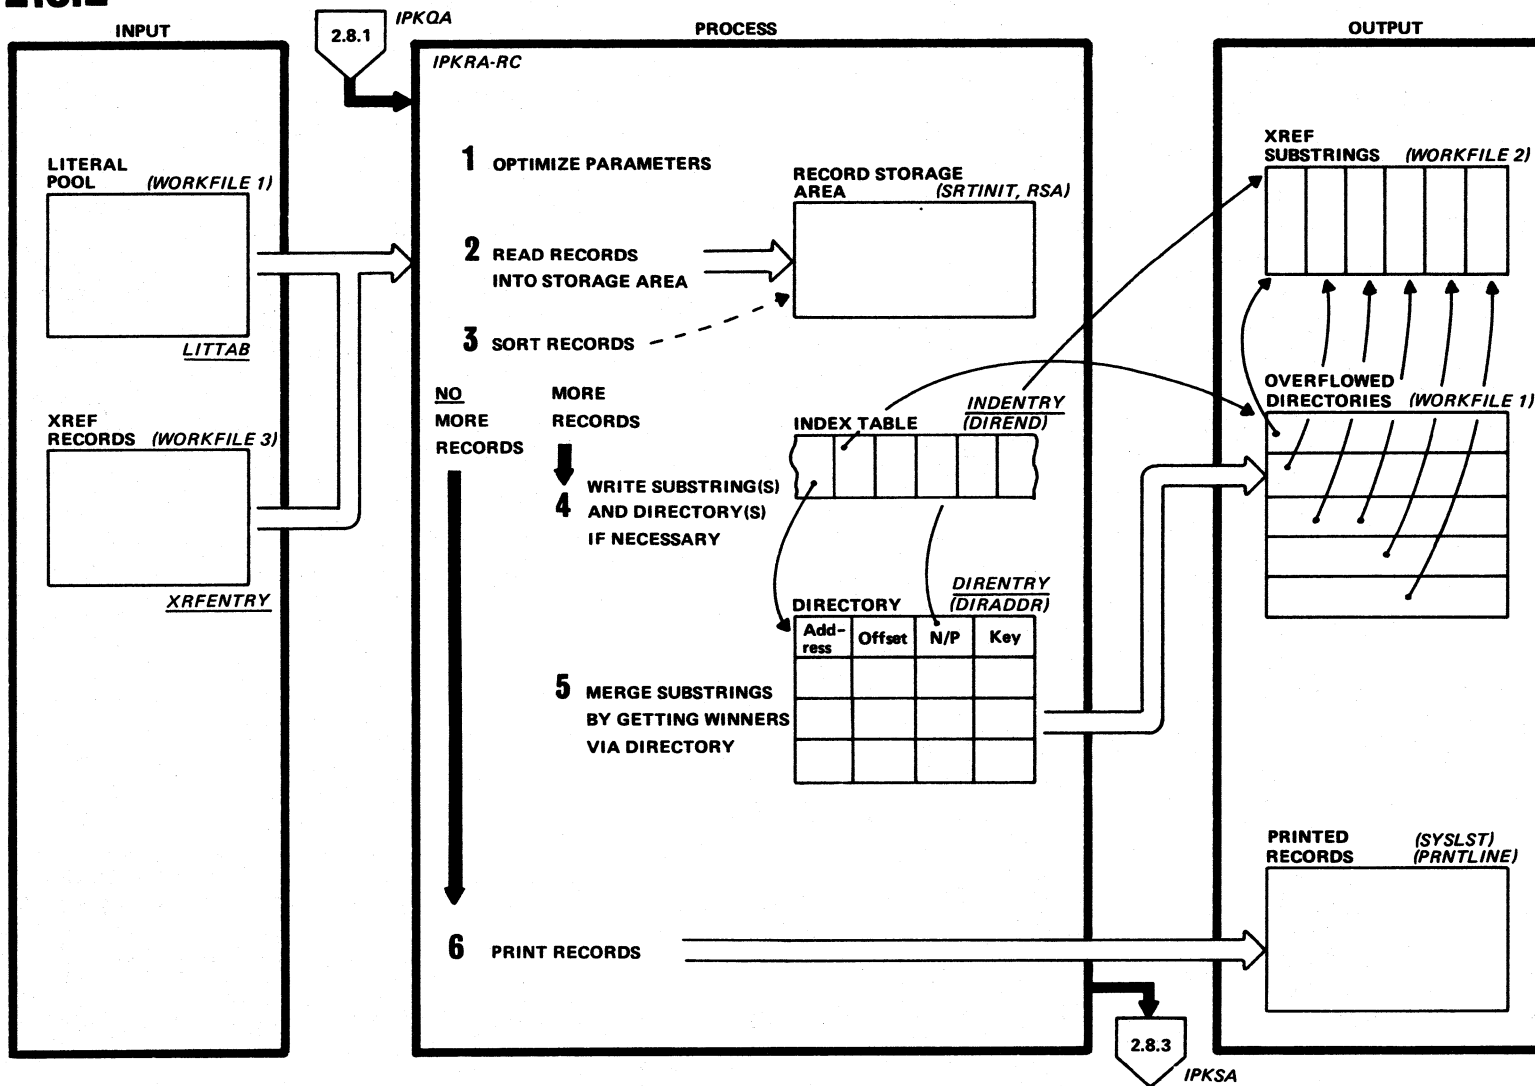 INPUT
2.8.1
IPKQA
PROCESS
OUTPUT
IPKRA-RC
LITERAL
POOL (WORKFILE 1)
LITTAB
XREF
RECORDS (WORKFILE 3)
XRFENTRY
1 OPTIMIZE PARAMETERS
2 READ RECORDS
INTO STORAGE AREA
3 SORT RECORDS
RECORD STORAGE
AREA (SRTINIT, RSA)
NO
MORE
RECORDS
MORE
RECORDS
4 WRITE SUBSTRING(S)
AND DIRECTORY(S)
IF NECESSARY
INDEX TABLE
INDENTRY
(DIREND)
DIRECTORY
DIRENTRY
(DIRADDR)
Add-
ress
Offset
N/P
Key
5 MERGE SUBSTRINGS
BY GETTING WINNERS
VIA DIRECTORY
6 PRINT RECORDS
XREF
SUBSTRINGS (WORKFILE 2)
OVERFLOWED
DIRECTORIES (WORKFILE 1)
PRINTED (SYSLST)
RECORDS (PRNTLINE)
2.8.3
IPKSA